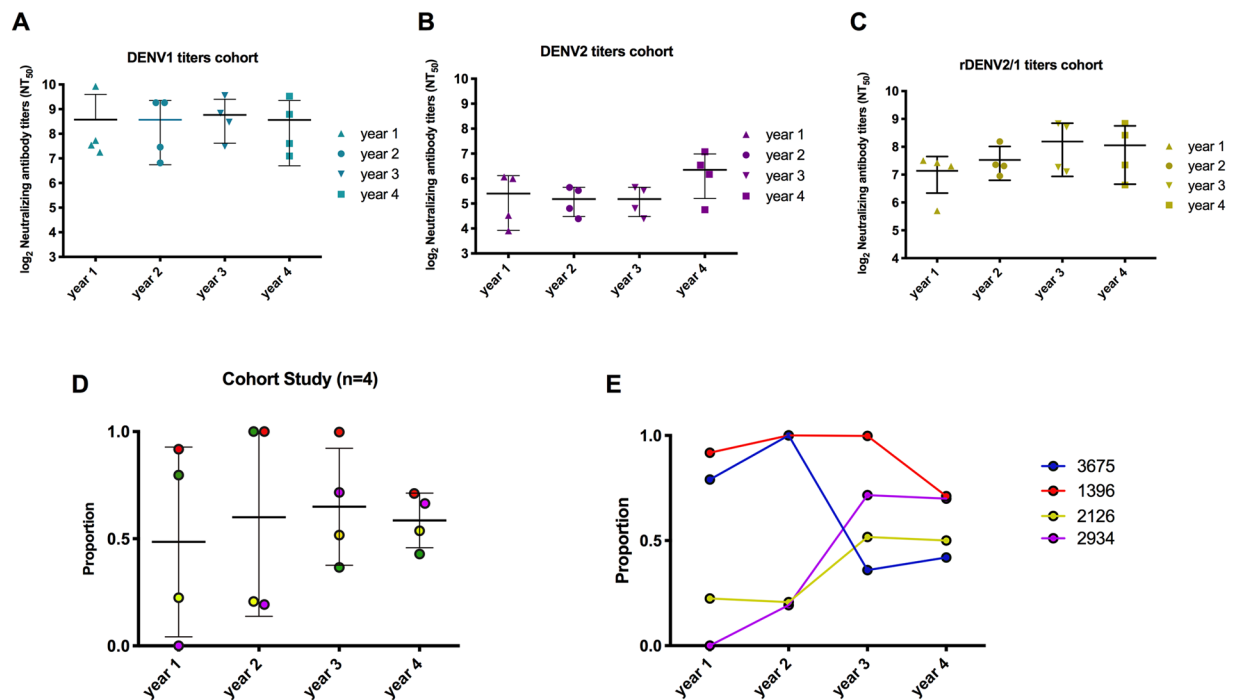 A
DENV1 titers cohort
log2 Neutralizing antibody titers (NT50)
10
9
8
7
6
5
4
3
year 1
year 2
year 3
year 4
year 1
year 2
year 3
year 4
B
DENV2 titers cohort
log2 Neutralizing antibody titers (NT50)
10
9
8
7
6
5
4
3
year 1
year 2
year 3
year 4
year 1
year 2
year 3
year 4
C
rDENV2/1 titers cohort
log2 Neutralizing antibody titers (NT50)
10
9
8
7
6
5
4
year 1
year 2
year 3
year 4
year 1
year 2
year 3
year 4
D
Cohort Study (n=4)
Proportion
1.0
0.5
0.0
year 1
year 2
year 3
year 4
E
Proportion
1.0
0.5
0.0
year 1
year 2
year 3
year 4
3675
1396
2126
2934